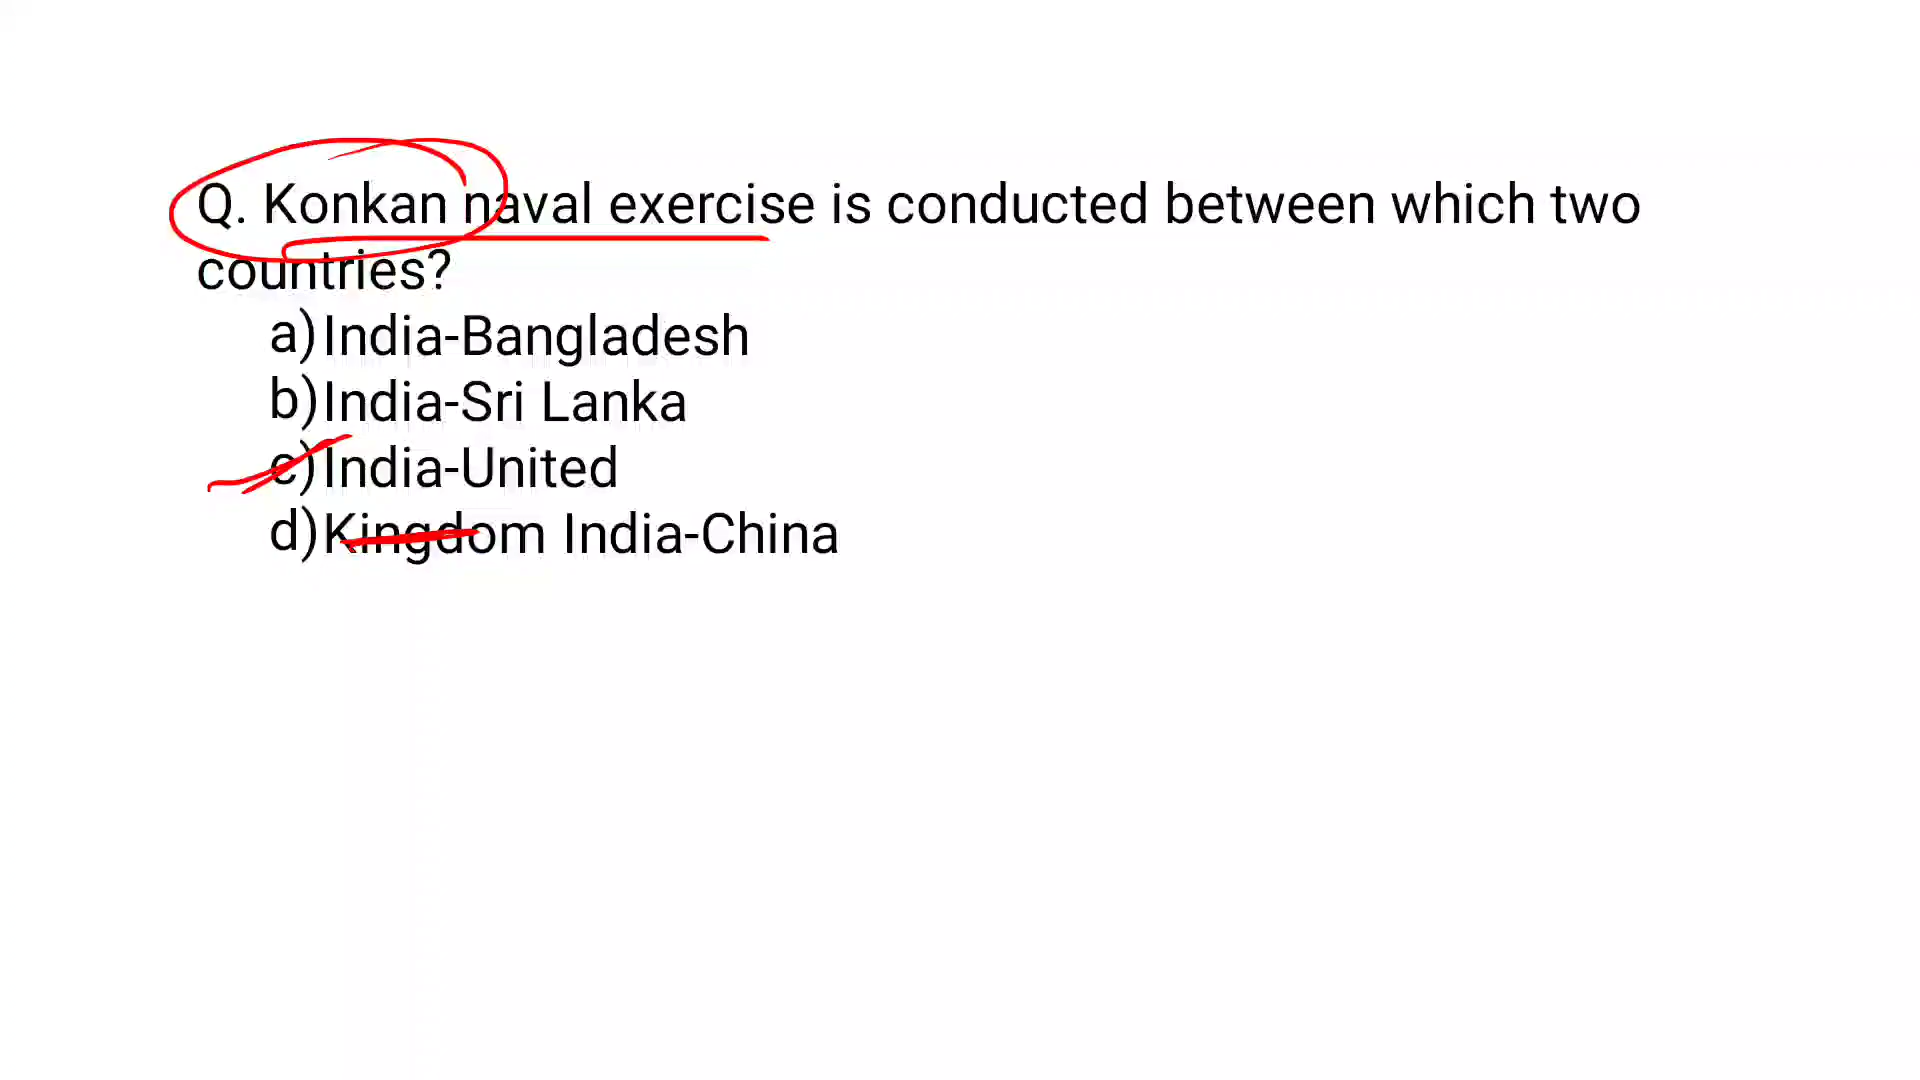 Q. Konkan naval exercise is conducted between which two
countries?
a) India-Bangladesh
b) India-Sri Lanka
c) India-United
d) Kingdom India-China